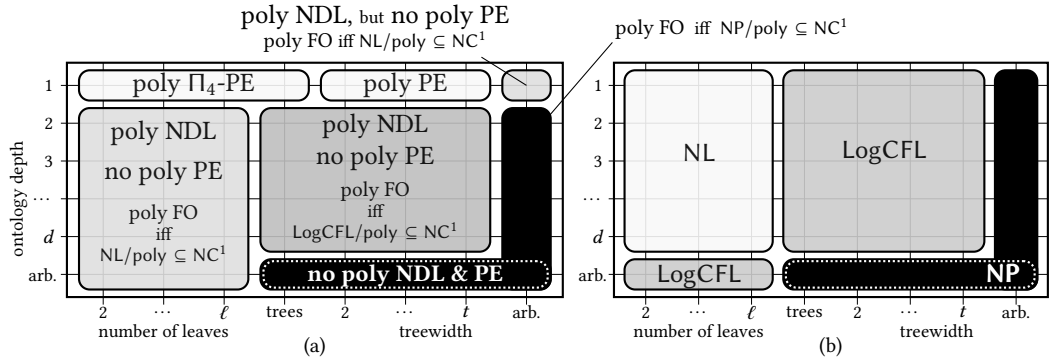 poly NDL, but no poly PE
poly FO iff NL/poly ⊆ NC¹
poly FO iff NP/poly ⊆ NC¹
ontology depth
1
2
3
...
d
arb.
poly Π₄-PE
poly PE
poly NDL
no poly PE
poly FO
iff
NL/poly ⊆ NC¹
poly NDL
no poly PE
poly FO
iff
LogCFL/poly ⊆ NC¹
no poly NDL & PE
2 ... ℓ trees 2 ... t arb.
number of leaves treewidth
(a)
1
2
3
...
d
arb.
NL
LogCFL
LogCFL
NP
2 ... ℓ trees 2 ... t arb.
number of leaves treewidth
(b)